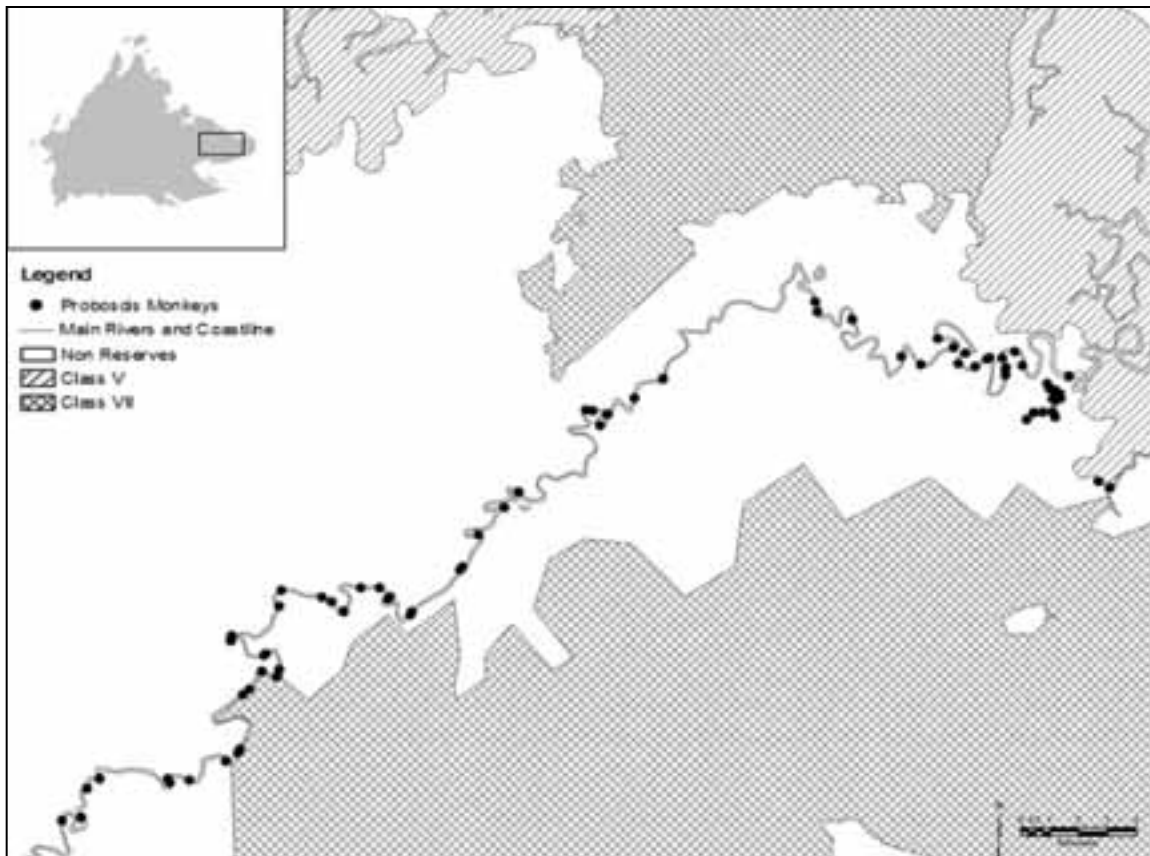 Legend
Proboscis Monkeys
Main Rivers and Coastline
Non Reserves
Class V
Class VII